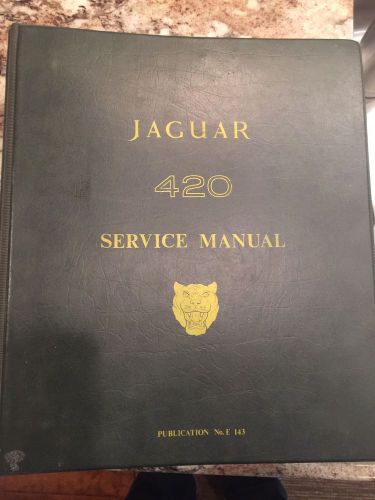 JAGUAR
420
SERVICE MANUAL
PUBLICATION No. E 143